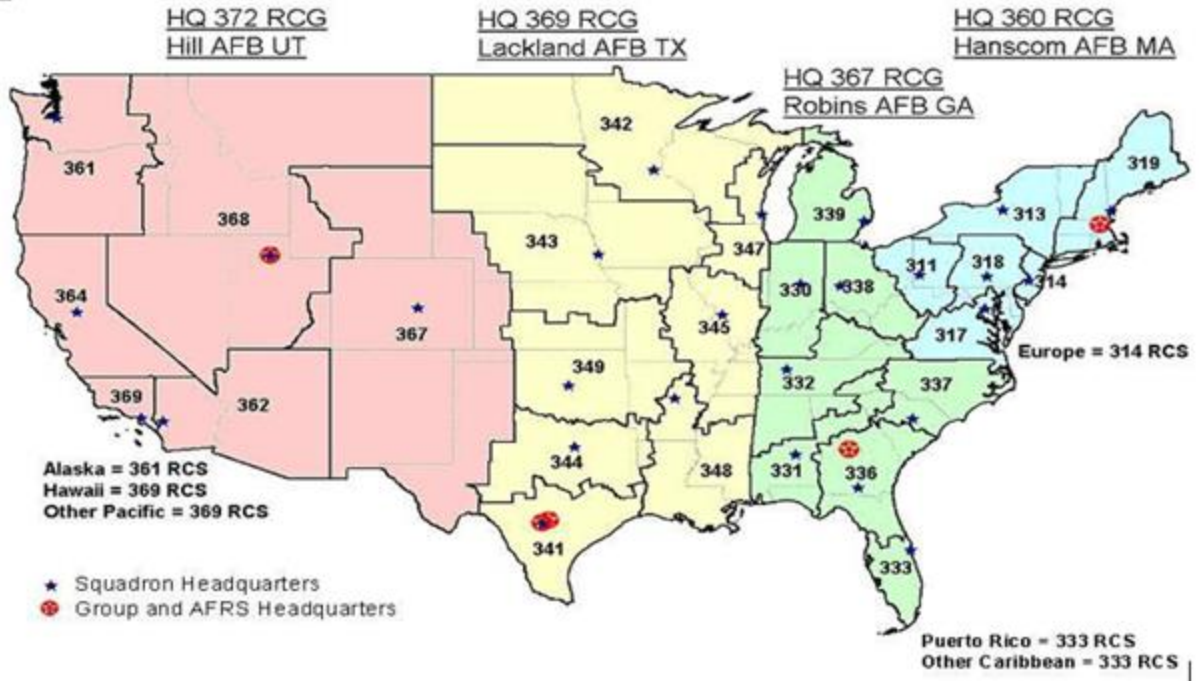 HQ 372 RCG
Hill AFB UT
HQ 369 RCG
Lackland AFB TX
HQ 360 RCG
Hanscom AFB MA
HQ 367 RCG
Robins AFB GA
342
361
319
368
339
313
343
347
311
318
364
330
338
314
367
345
317
Europe = 314 RCS
349
332
337
369
362
344
348
331
336
Alaska = 361 RCS
Hawaii = 369 RCS
Other Pacific = 369 RCS
341
333
Squadron Headquarters
Group and AFRS Headquarters
Puerto Rico = 333 RCS
Other Caribbean = 333 RCS